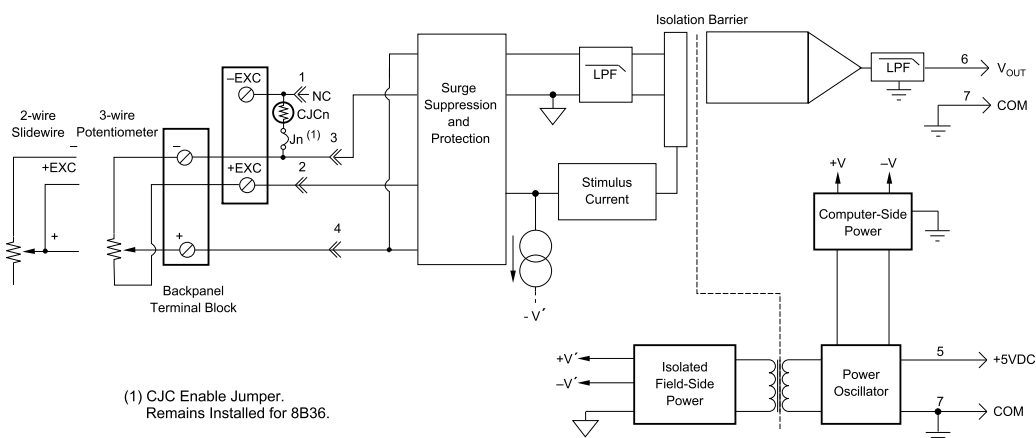 Isolation Barrier
–EXC
1
NC
CJCn
Jn (1)
3
2-wire
Slidewire
3-wire
Potentiometer
–
+EXC
+
–
+
+EXC
2
4
Backpanel
Terminal Block
Surge
Suppression
and
Protection
LPF
Stimulus
Current
- V´
LPF
6
VOUT
7
COM
+V
–V
Computer-Side
Power
+V´
–V´
Isolated
Field-Side
Power
Power
Oscillator
5
+5VDC
7
COM
(1) CJC Enable Jumper.
Remains Installed for 8B36.